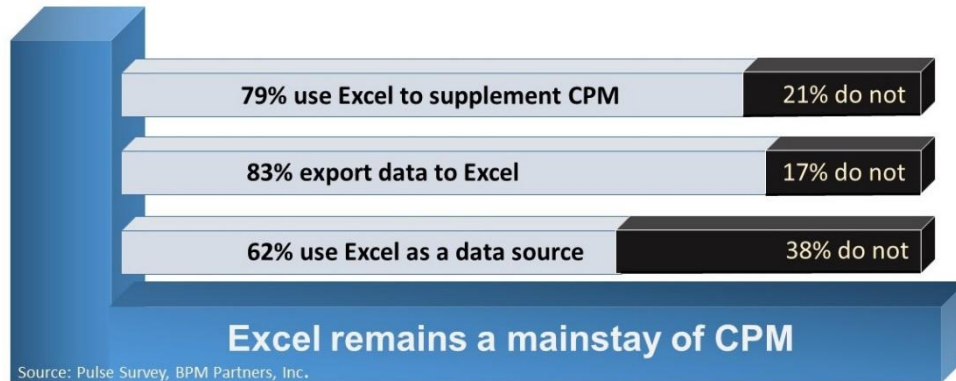 79% use Excel to supplement CPM 21% do not
83% export data to Excel 17% do not
62% use Excel as a data source 38% do not
Excel remains a mainstay of CPM
Source: Pulse Survey, BPM Partners, Inc.